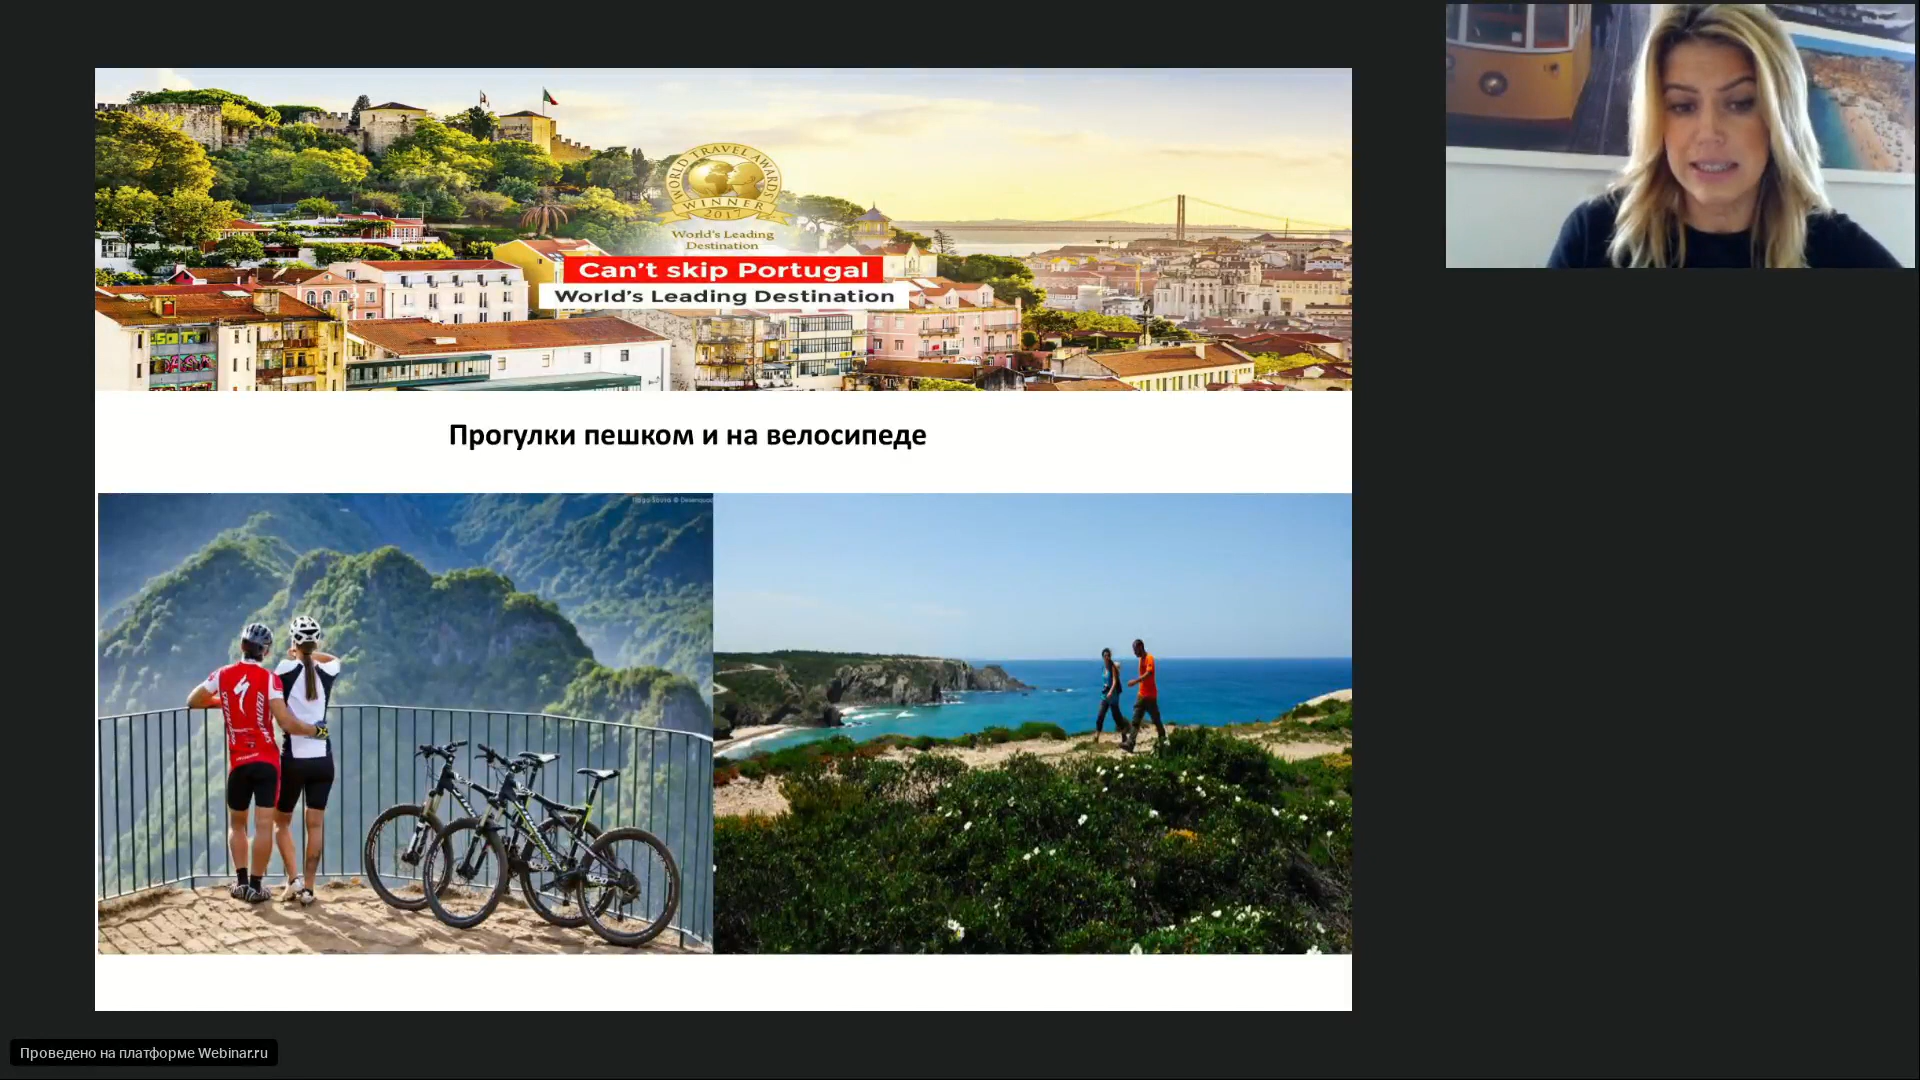 WORLD TRAVEL AWARDS
WINNER
2017
World's Leading
Destination
Can't skip Portugal
World's Leading Destination
Прогулки пешком и на велосипеде
SPECIALIZED
Проведено на платформе Webinar.ru